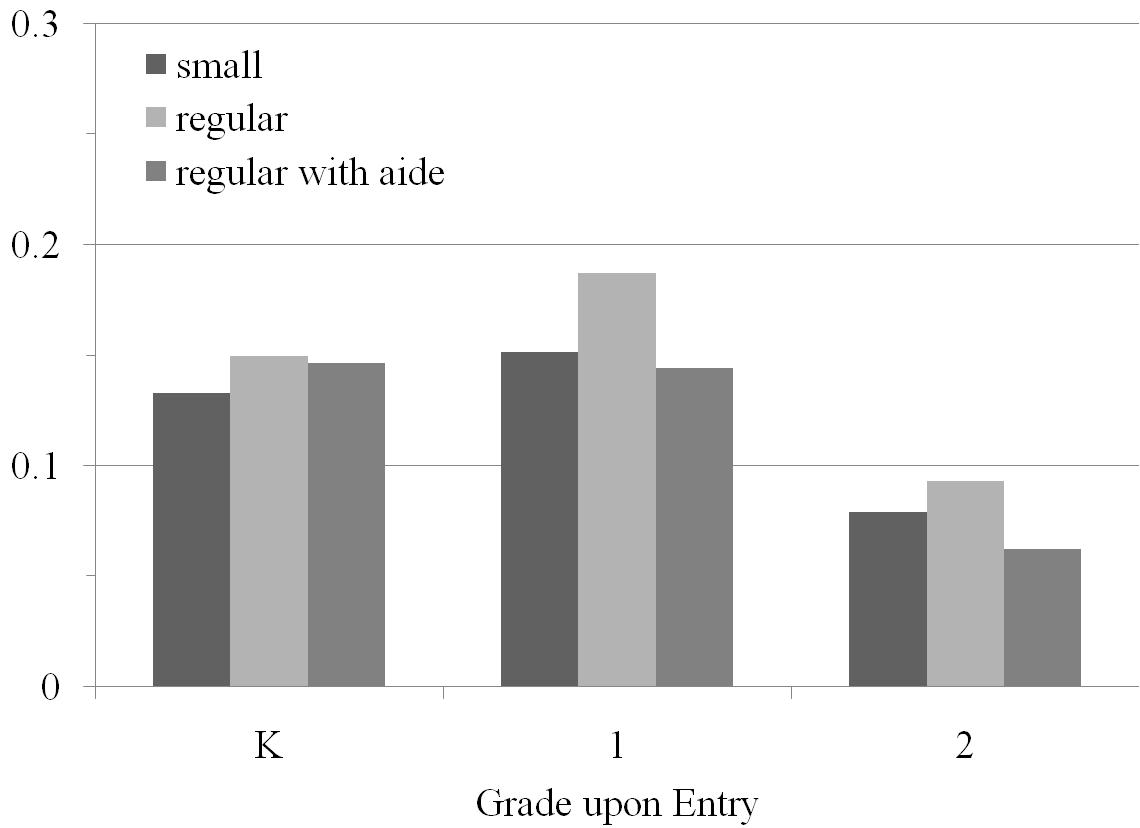 0.3
small
regular
regular with aide
0.2
0.1
0
K 1 2
Grade upon Entry